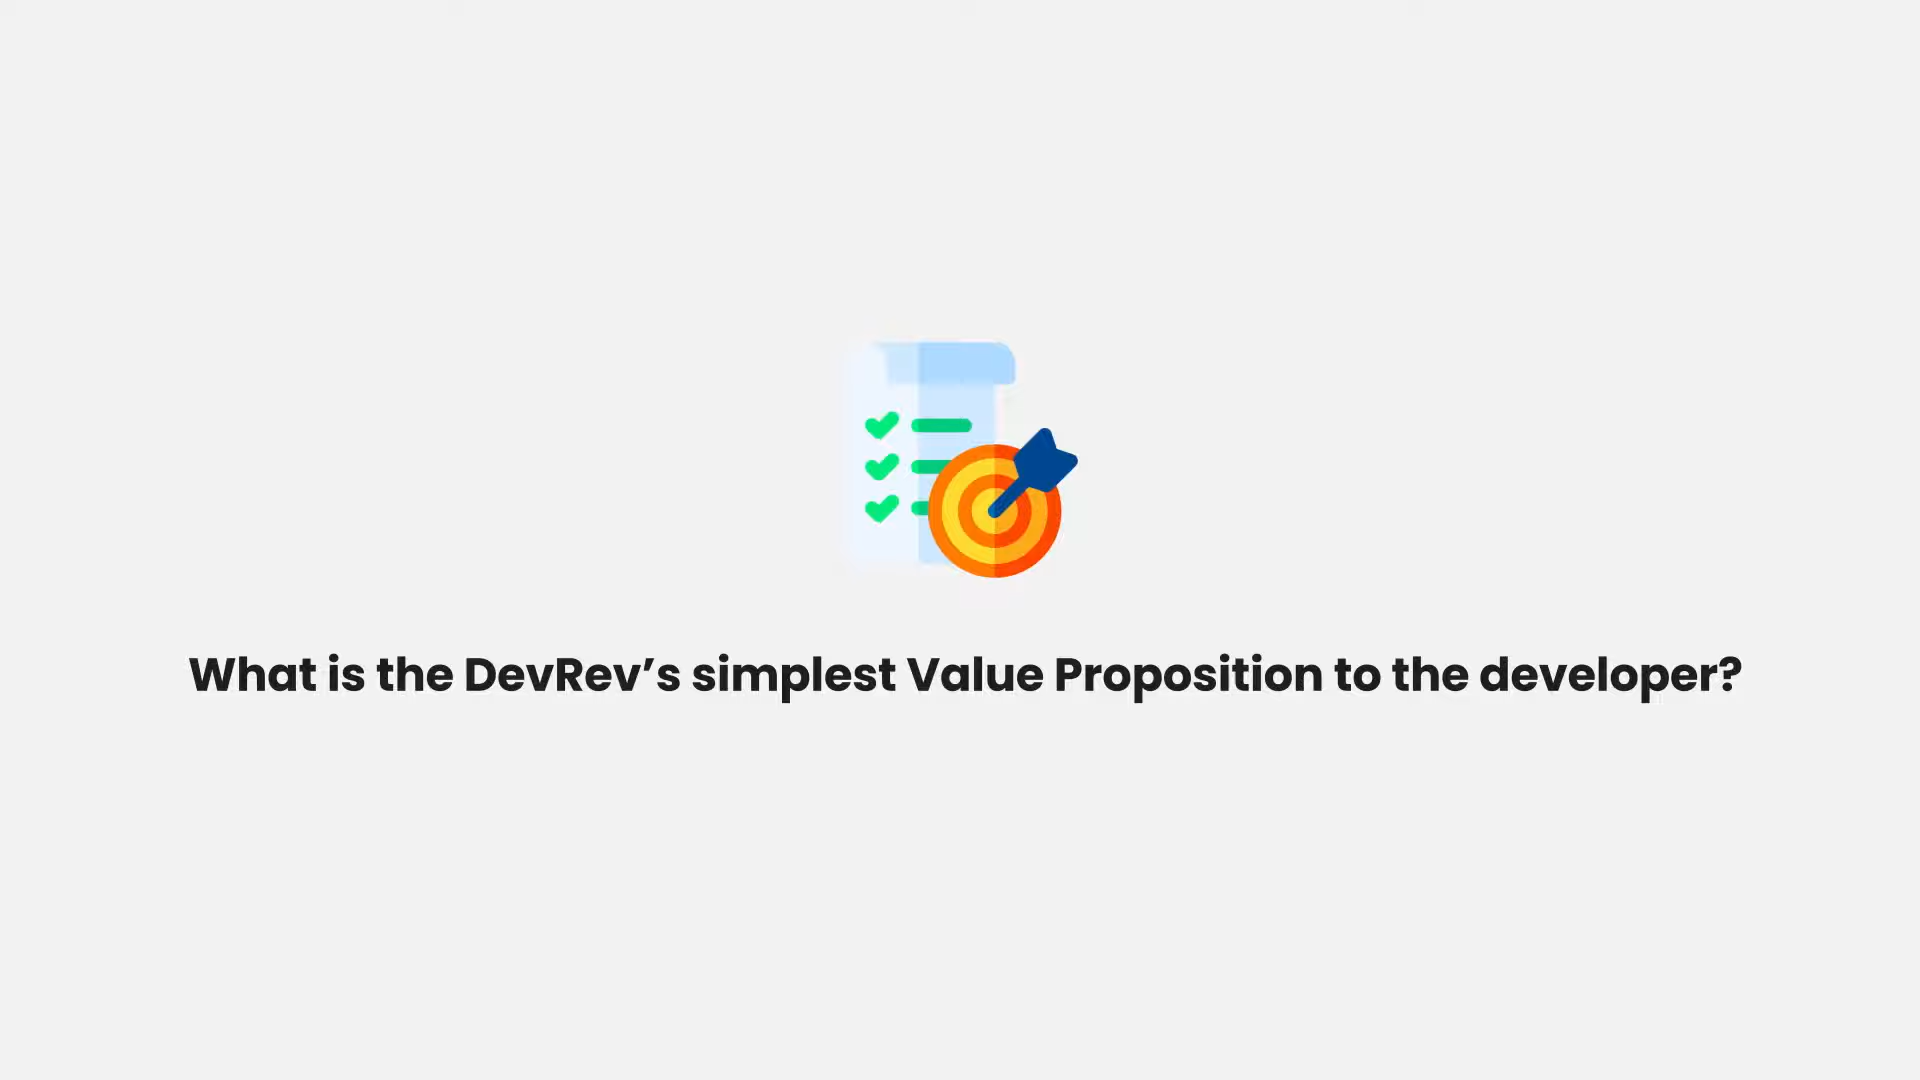 What is the DevRev’s simplest Value Proposition to the developer?